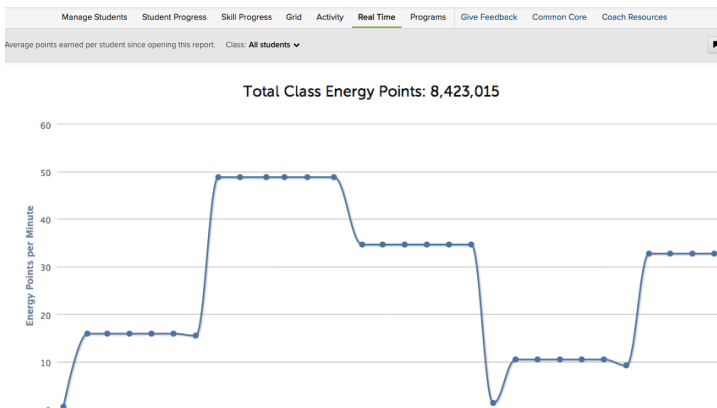 Manage Students Student Progress Skill Progress Grid Activity Real Time Programs Give Feedback Common Core Coach Resources
Average points earned per student since opening this report. Class: All students
Total Class Energy Points: 8,423,015
Energy Points per Minute
60
50
40
30
20
10